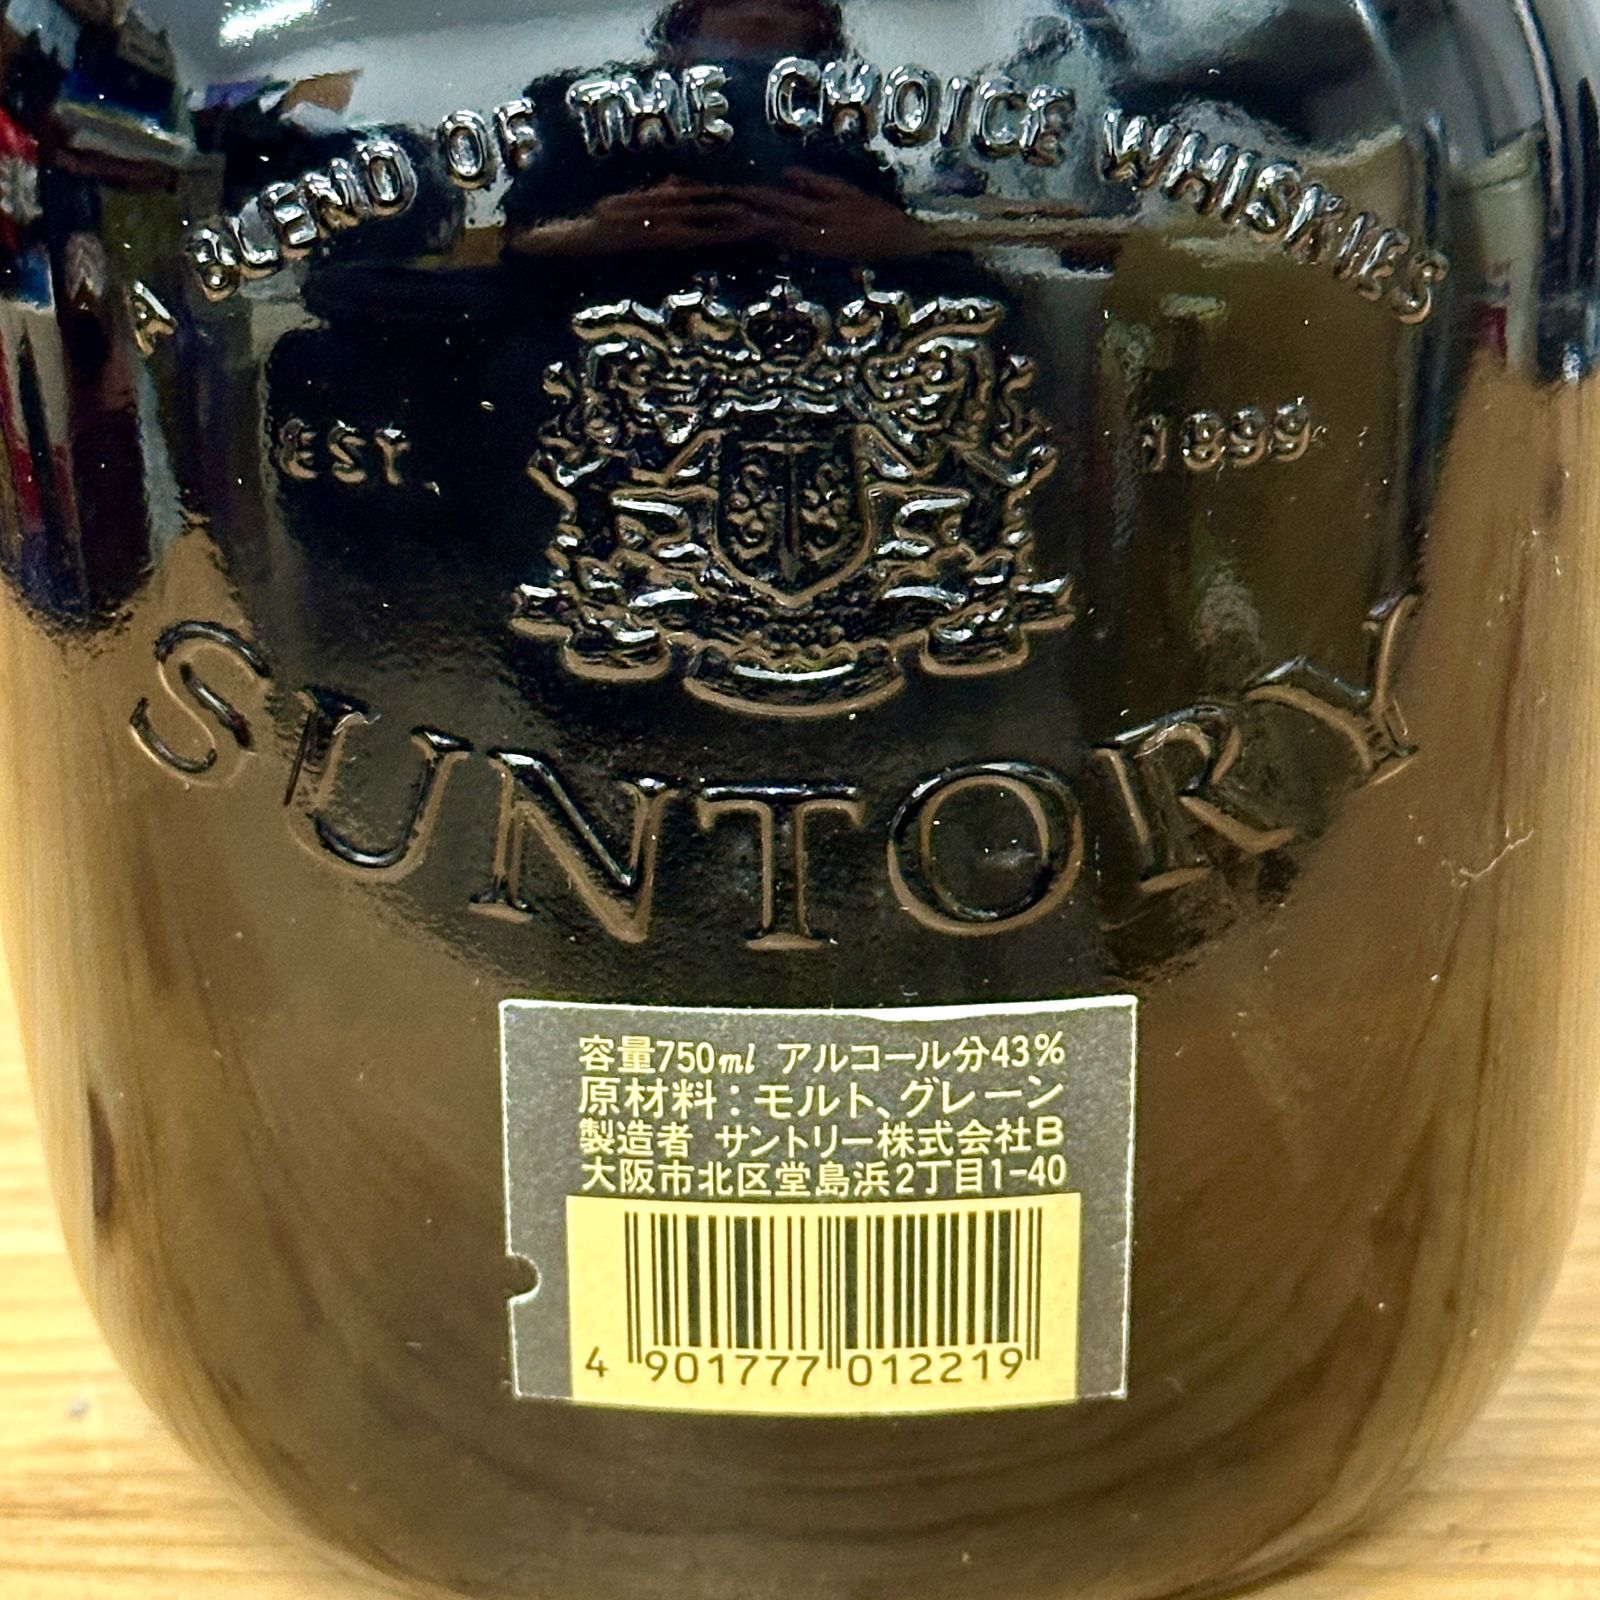 A BLEND OF THE CHOICE WHISKIES
EST. 1899
SUNTORY
容量750ml アルコール分43%
原材料:モルト、グレーン
製造者 サントリー株式会社B
大阪市北区堂島浜2丁目1-40
4 901777 012219